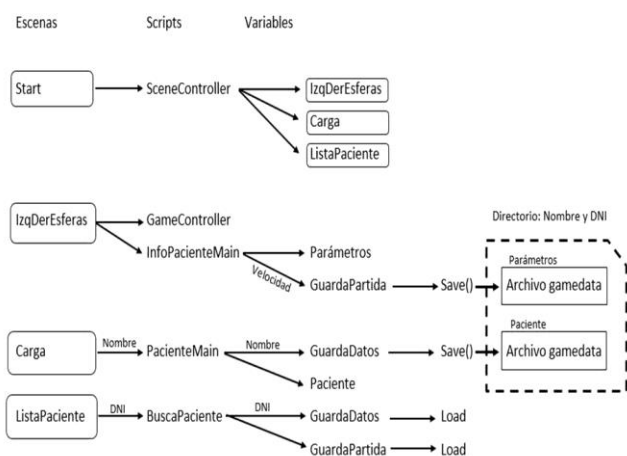 Escenas Scripts Variables
Start SceneController IzqDerEsferas
Carga
ListaPaciente
IzqDerEsferas GameController Directorio: Nombre y DNI
InfoPacienteMain Parámetros Parámetros
Velocidad GuardaPartida Save() Archivo gamedata
Paciente
Carga Nombre PacienteMain Nombre GuardaDatos Save() Archivo gamedata
Paciente
ListaPaciente DNI BuscaPaciente DNI GuardaDatos Load
GuardaPartida Load